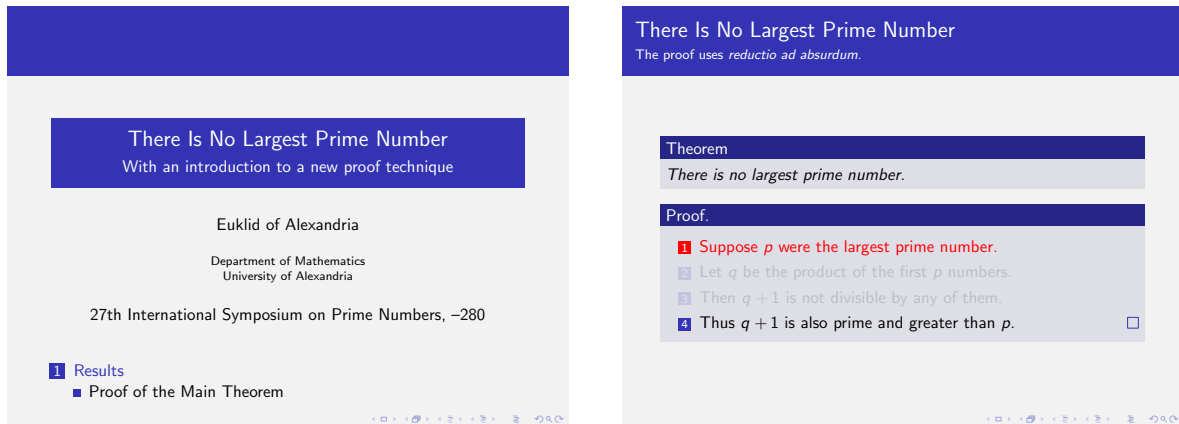 There Is No Largest Prime Number
With an introduction to a new proof technique
Euklid of Alexandria
Department of Mathematics
University of Alexandria
27th International Symposium on Prime Numbers, –280
1 Results
Proof of the Main Theorem
There Is No Largest Prime Number
The proof uses reductio ad absurdum.
Theorem
There is no largest prime number.
Proof.
1 Suppose p were the largest prime number.
2 Let q be the product of the first p numbers.
3 Then q + 1 is not divisible by any of them.
4 Thus q + 1 is also prime and greater than p.